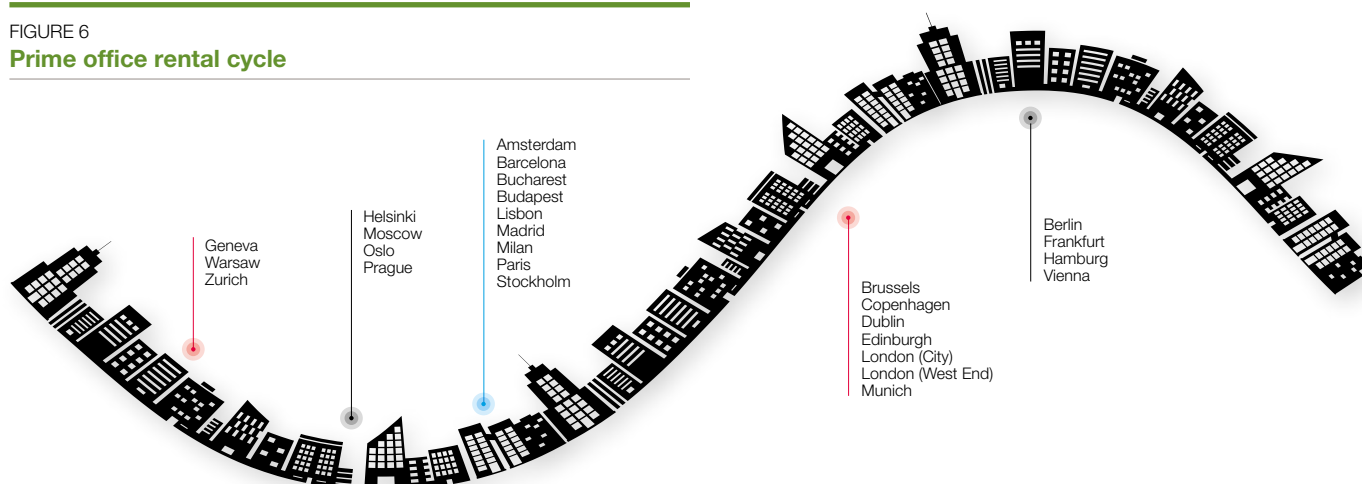 FIGURE 6
Prime office rental cycle
Geneva
Warsaw
Zurich
Helsinki
Moscow
Oslo
Prague
Amsterdam
Barcelona
Bucharest
Budapest
Lisbon
Madrid
Milan
Paris
Stockholm
Brussels
Copenhagen
Dublin
Edinburgh
London (City)
London (West End)
Munich
Berlin
Frankfurt
Hamburg
Vienna